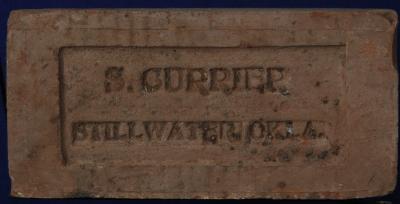 S. CURRIER
STILLWATER, OKLA.